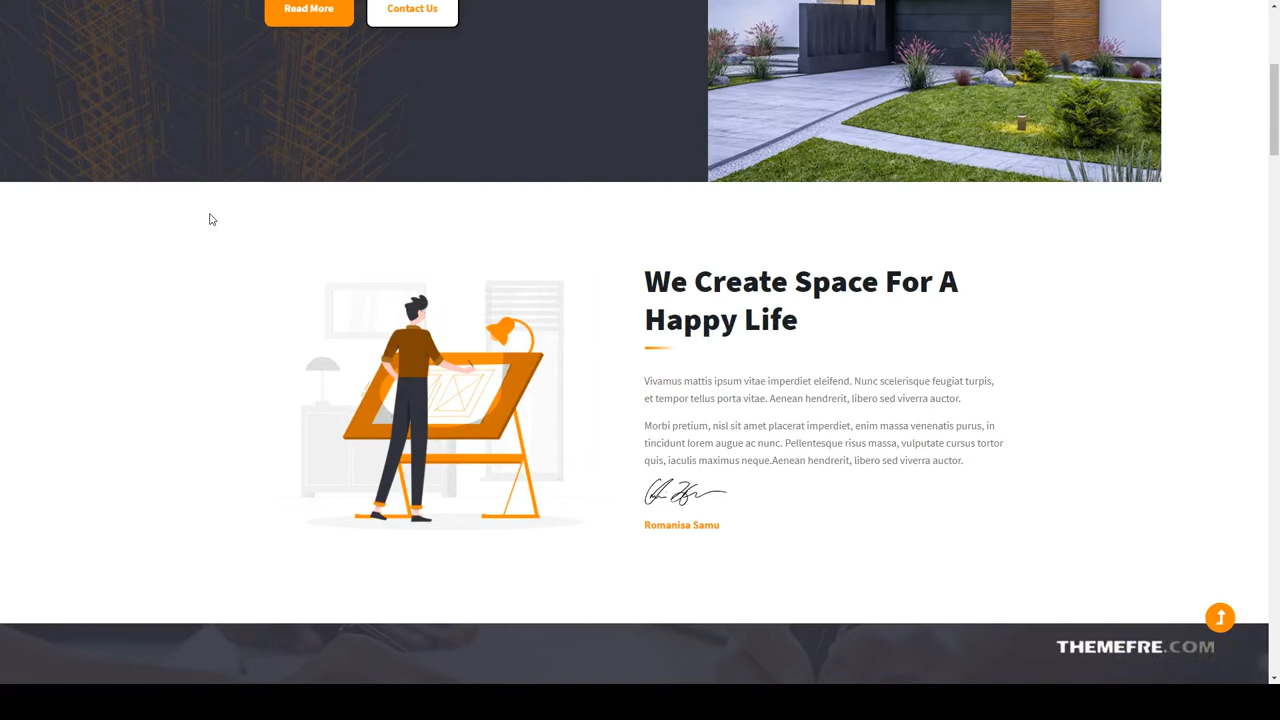 Read More
Contact Us
We Create Space For A
Happy Life
Vivamus mattis ipsum vitae imperdiet eleifend. Nunc scelerisque feugiat turpis,
et tempor tellus porta vitae. Aenean hendrerit, libero sed viverra auctor.
Morbi pretium, nisl sit amet placerat imperdiet, enim massa venenatis purus, in
tincidunt lorem augue ac nunc. Pellentesque risus massa, vulputate cursus tortor
quis, iaculis maximus neque.Aenean hendrerit, libero sed viverra auctor.
Romanisa Samu
THEMEFRE.COM